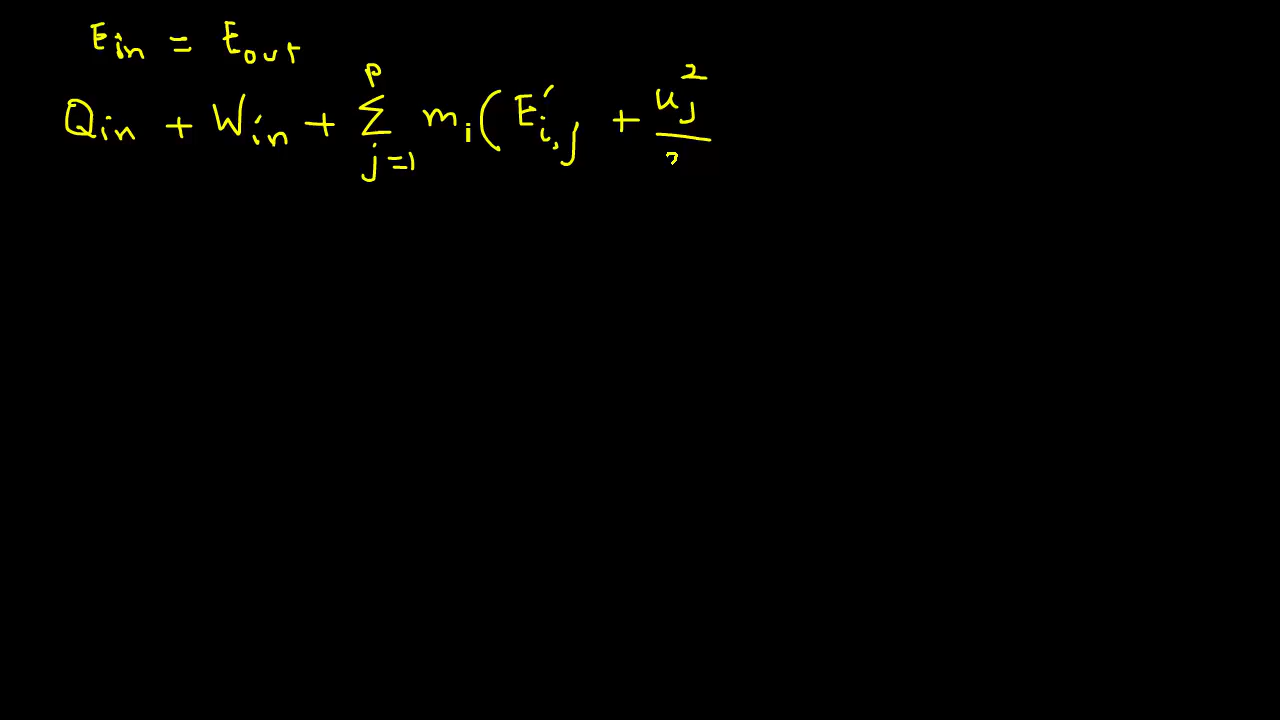 E_in = E_out
Q_in + W_in + Σ_{j=1}^{P} m_i ( E'_{i,j} + u_j^2 / 2